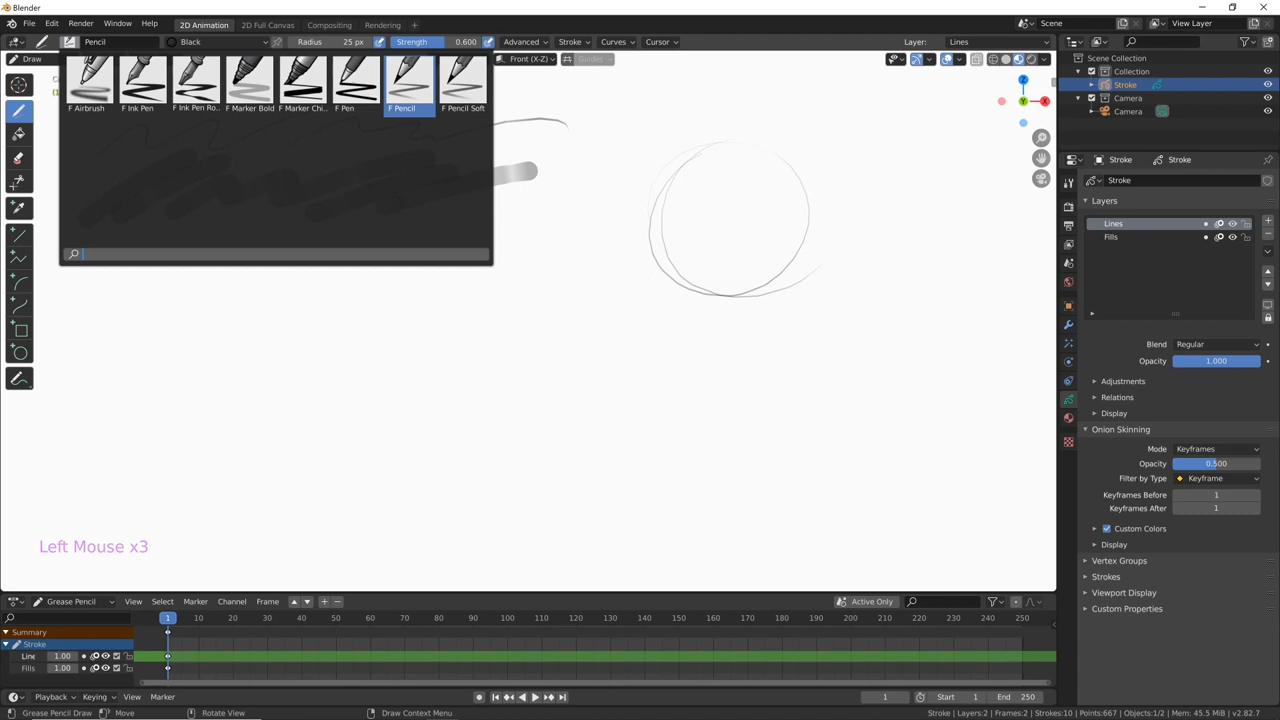 Blender
File Edit Render Window Help 2D Animation 2D Full Canvas Compositing Rendering + Scene View Layer
Pencil Black Radius 25 px Strength 0.600 Advanced Stroke Curves Cursor Layer: Lines
Draw Front (X-Z) Guides
F Airbrush F Ink Pen F Ink Pen Ro.. F Marker Bold F Marker Chi.. F Pen F Pencil F Pencil Soft
Z
Y X
Scene Collection
Collection
Stroke
Camera
Camera
Stroke Stroke
Stroke
Layers
Lines
Fills
Blend Regular
Opacity 1.000
Adjustments
Relations
Display
Onion Skinning
Mode Keyframes
Opacity 0.500
Filter by Type Keyframe
Keyframes Before 1
Keyframes After 1
Custom Colors
Display
Vertex Groups
Strokes
Viewport Display
Custom Properties
Left Mouse x3
Grease Pencil View Select Marker Channel Frame Active Only
1 10 20 30 40 50 60 70 80 90 100 110 120 130 140 150 160 170 180 190 200 210 220 230 240 250
Summary
Stroke
Line 1.00
Fills 1.00
Playback Keying View Marker 1 Start 1 End 250
Grease Pencil Draw Move Rotate View Draw Context Menu Stroke | Layers:2 | Frames:2 | Strokes:10 | Points:667 | Objects:1/2 | Mem: 45.5 MiB | v2.82.7